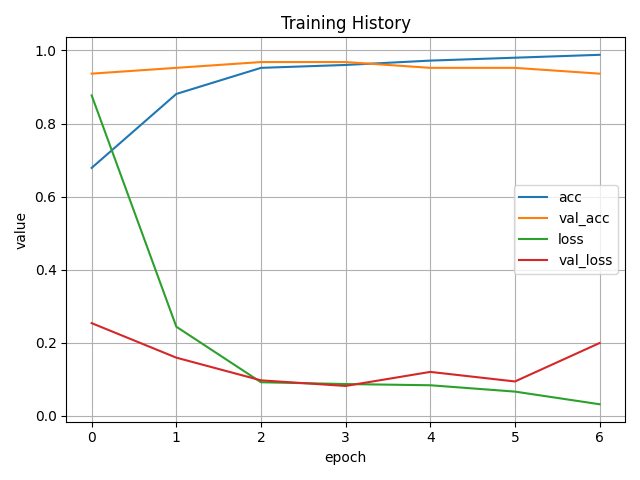 Training History
1.0
0.8
0.6
0.4
0.2
0.0
value
acc
val_acc
loss
val_loss
0 1 2 3 4 5 6
epoch